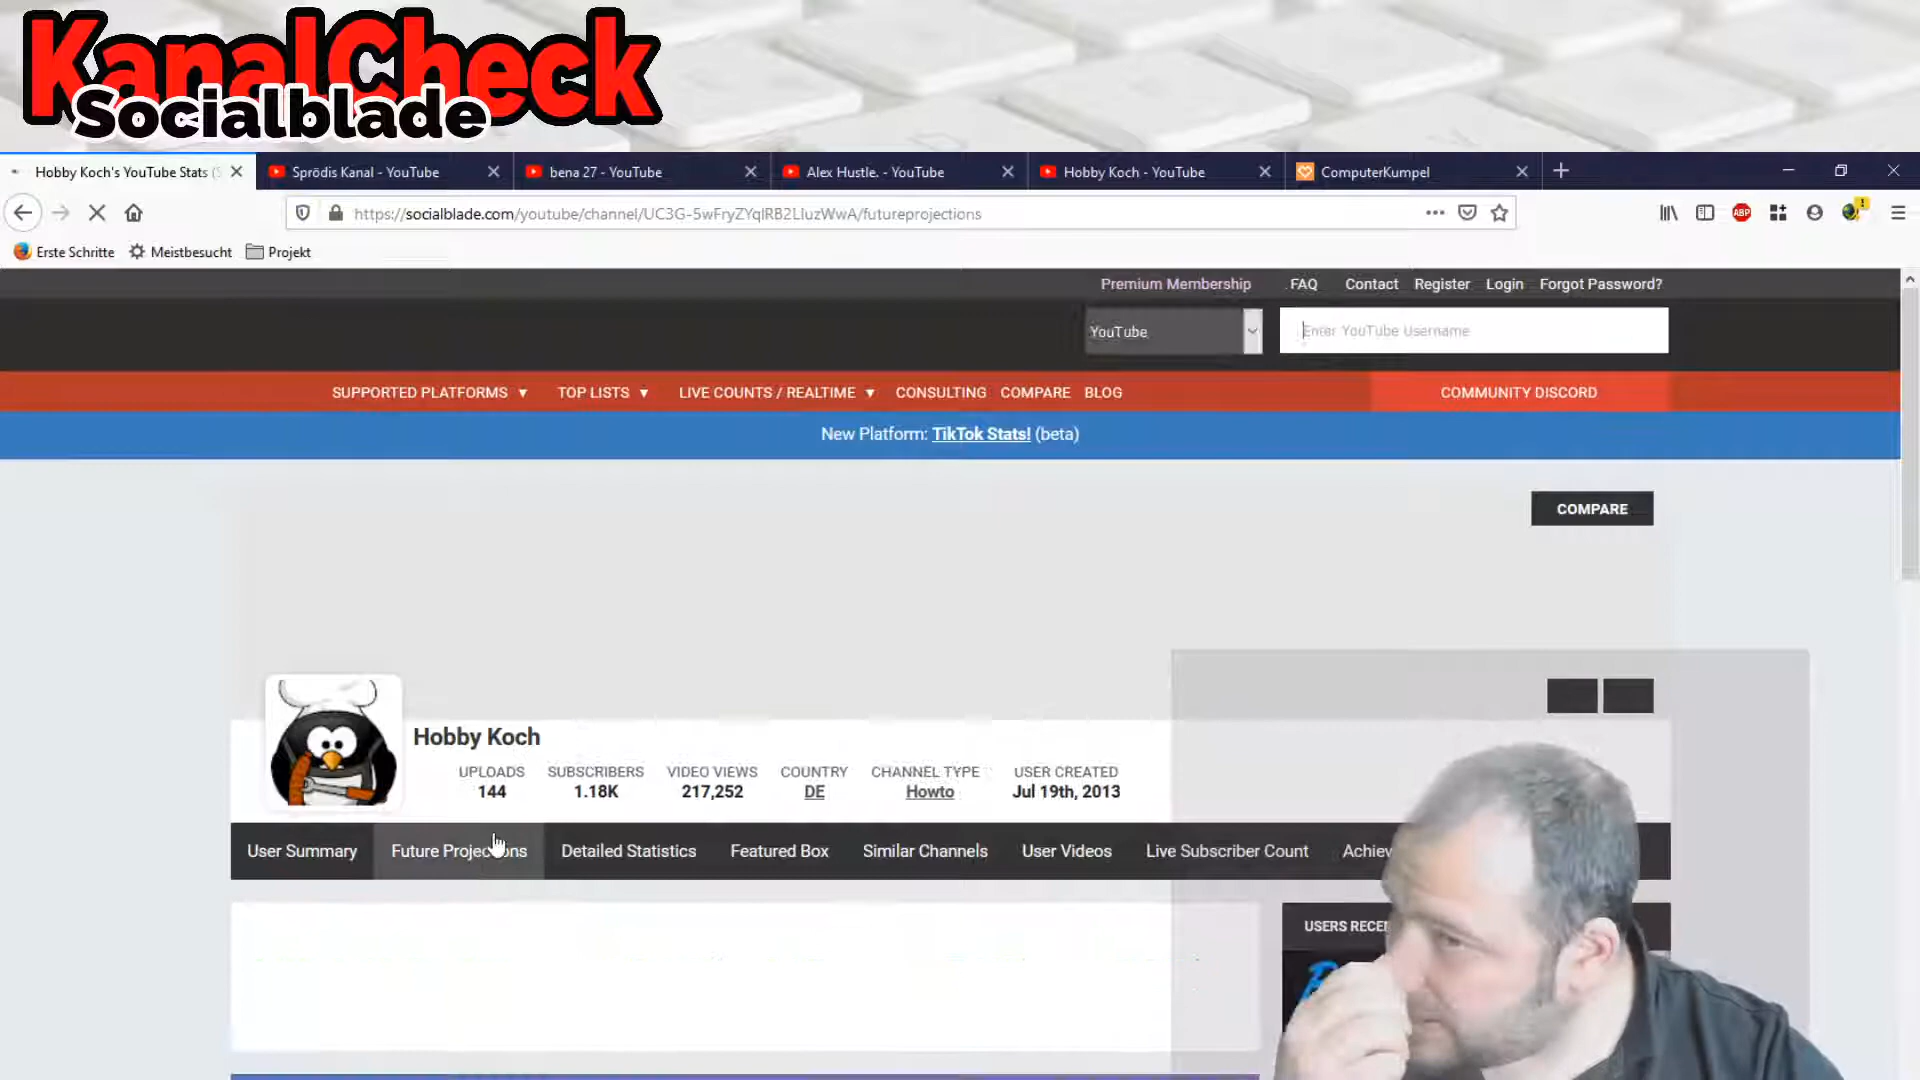 KanalCheck
Socialblade
Hobby Koch's YouTube Stats (S
Sprödis Kanal - YouTube
bena 27 - YouTube
Alex Hustle. - YouTube
Hobby Koch - YouTube
ComputerKumpel
https://socialblade.com/youtube/channel/UC3G-5wFryZYqlRB2LIuzWwA/futureprojections
ABP
Erste Schritte
Meistbesucht
Projekt
Premium Membership
FAQ
Contact
Register
Login
Forgot Password?
YouTube
Enter YouTube Username
SUPPORTED PLATFORMS
TOP LISTS
LIVE COUNTS / REALTIME
CONSULTING
COMPARE
BLOG
COMMUNITY DISCORD
New Platform: TikTok Stats! (beta)
COMPARE
Hobby Koch
UPLOADS
SUBSCRIBERS
VIDEO VIEWS
COUNTRY
CHANNEL TYPE
USER CREATED
144
1.18K
217,252
DE
Howto
Jul 19th, 2013
User Summary
Future Projections
Detailed Statistics
Featured Box
Similar Channels
User Videos
Live Subscriber Count
Achiev
USERS RECE